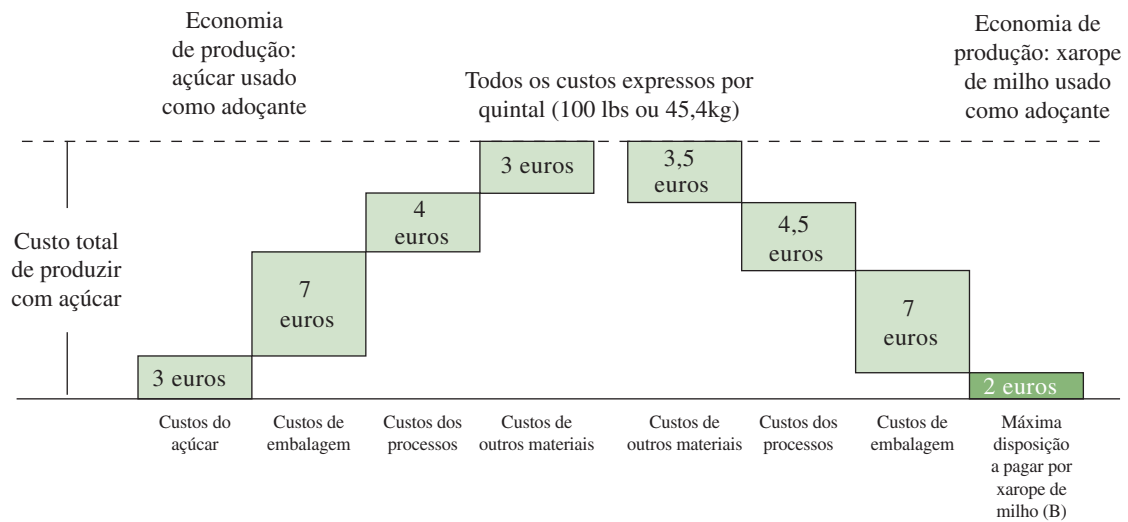 Economia
de produção:
açúcar usado
como adoçante
Todos os custos expressos por
quintal (100 lbs ou 45,4kg)
Economia de
produção: xarope
de milho usado
como adoçante
Custo total
de produzir
com açúcar
3 euros
7
euros
4
euros
3 euros
3,5
euros
4,5
euros
7
euros
2 euros
Custos do
açúcar
Custos de
embalagem
Custos dos
processos
Custos de
outros materiais
Custos de
outros materiais
Custos dos
processos
Custos de
embalagem
Máxima
disposição
a pagar por
xarope de
milho (B)